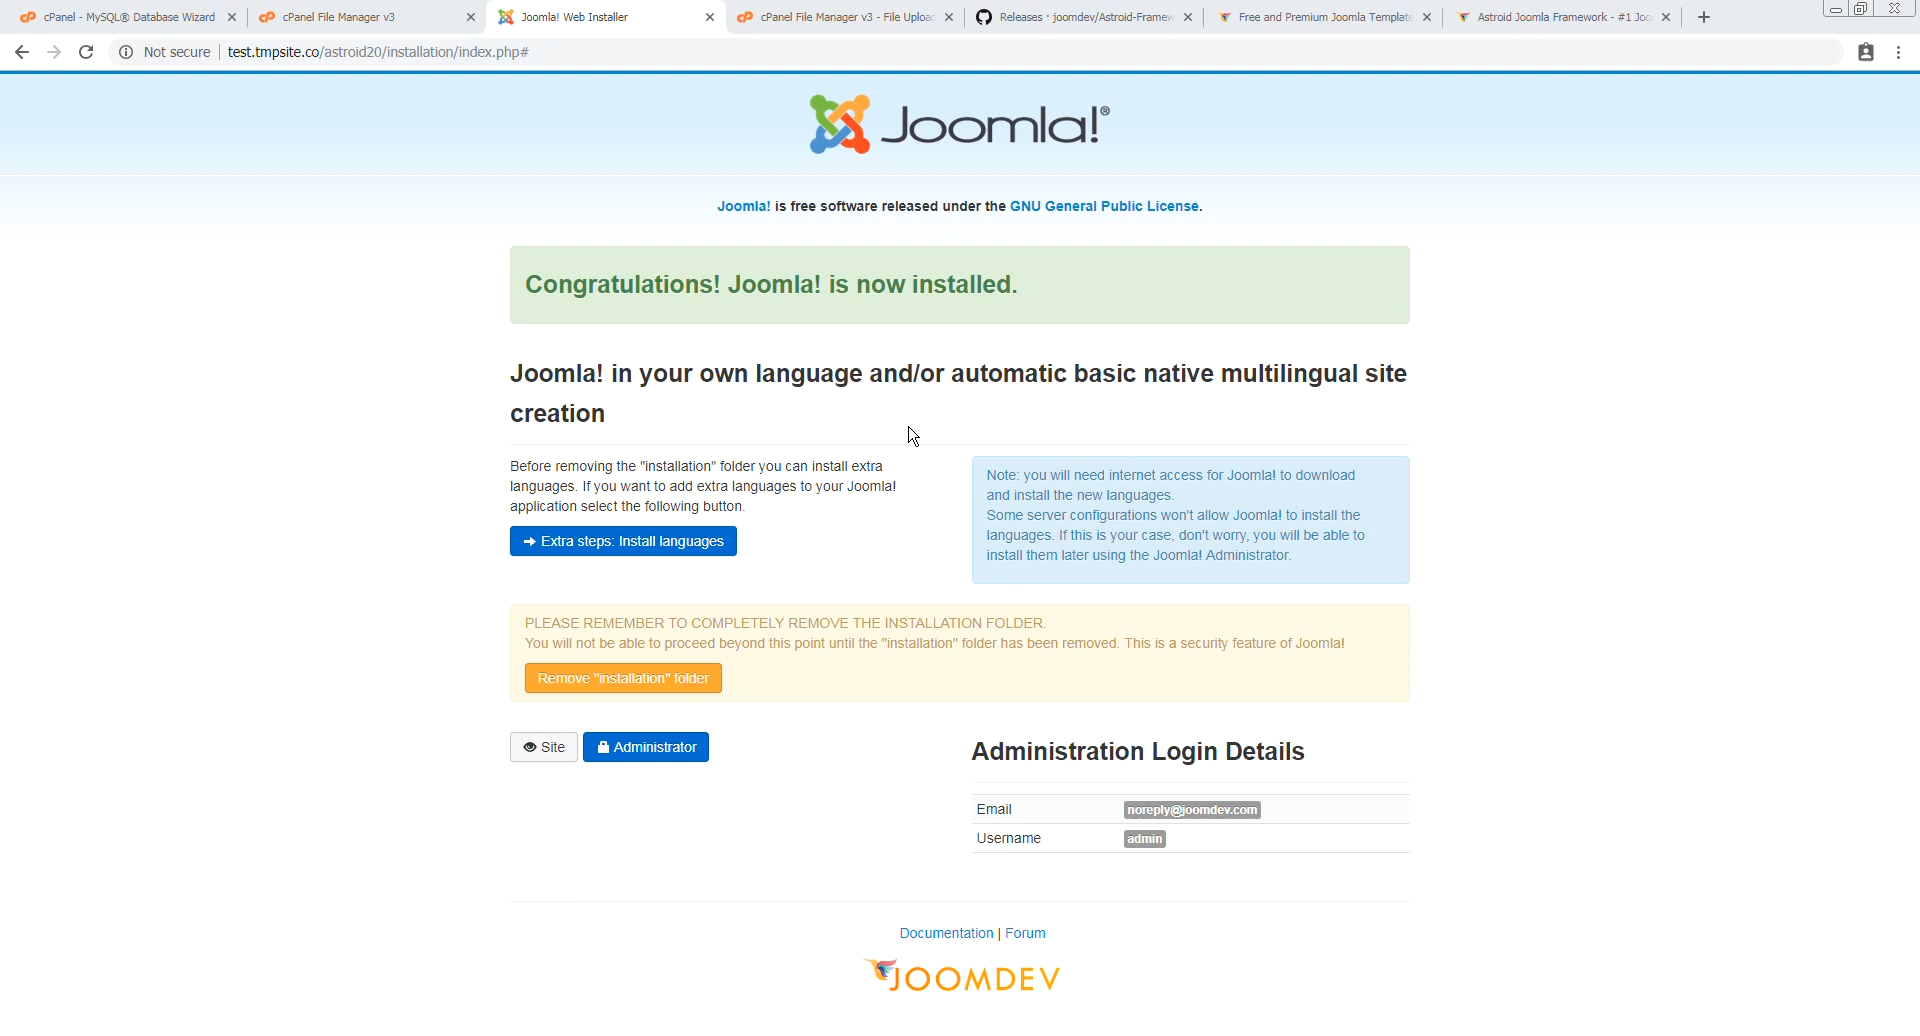 cPanel - MySQL® Database Wizard
cPanel File Manager v3
Joomla! Web Installer
cPanel File Manager v3 - File Uploa
Releases · joomdev/Astroid-Framew
Free and Premium Joomla Template
Astroid Joomla Framework - #1 Joo
Not secure
test.tmpsite.co/astroid20/installation/index.php#
Joomla!®
Joomla! is free software released under the GNU General Public License.
Congratulations! Joomla! is now installed.
Joomla! in your own language and/or automatic basic native multilingual site
creation
Before removing the "installation" folder you can install extra
languages. If you want to add extra languages to your Joomla!
application select the following button.
Extra steps: Install languages
Note: you will need internet access for Joomla! to download
and install the new languages.
Some server configurations won't allow Joomla! to install the
languages. If this is your case, don't worry, you will be able to
install them later using the Joomla! Administrator.
PLEASE REMEMBER TO COMPLETELY REMOVE THE INSTALLATION FOLDER.
You will not be able to proceed beyond this point until the "installation" folder has been removed. This is a security feature of Joomla!
Remove "installation" folder
Site
Administrator
Administration Login Details
Email noreply@joomdev.com
Username admin
Documentation | Forum
JOOMDEV